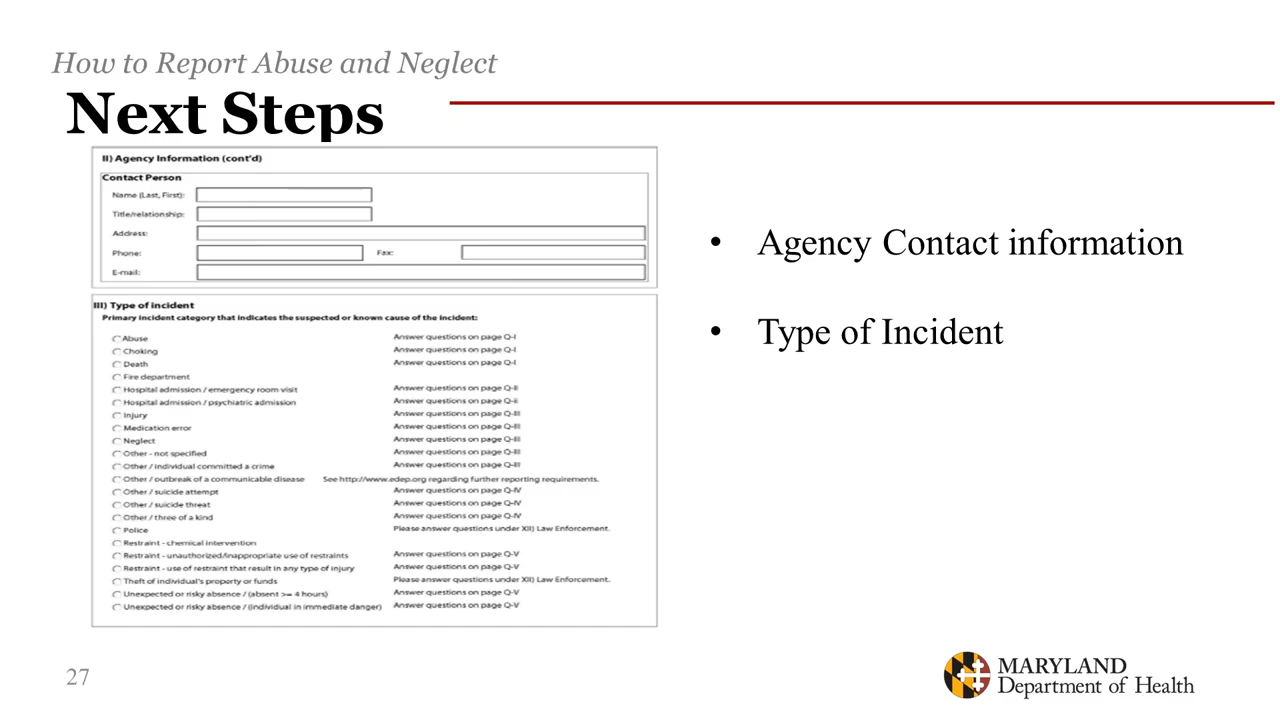 How to Report Abuse and Neglect
Next Steps
II) Agency Information (cont'd)
Contact Person
Name (Last, First):
Title/relationship:
Address:
Phone: Fax:
E-mail:
III) Type of incident
Primary incident category that indicates the suspected or known cause of the incident:
Abuse Answer questions on page Q-I
Choking Answer questions on page Q-I
Death Answer questions on page Q-I
Fire department
Hospital admission / emergency room visit Answer questions on page Q-II
Hospital admission / psychiatric admission Answer questions on page Q-ii
Injury Answer questions on page Q-III
Medication error Answer questions on page Q-III
Neglect Answer questions on page Q-III
Other - not specified Answer questions on page Q-III
Other / individual committed a crime Answer questions on page Q-III
Other / outbreak of a communicable disease See http://www.edep.org regarding further reporting requirements.
Other / suicide attempt Answer questions on page Q-IV
Other / suicide threat Answer questions on page Q-IV
Other / three of a kind Answer questions on page Q-IV
Police Please answer questions under XII) Law Enforcement.
Restraint - chemical intervention
Restraint - unauthorized/inappropriate use of restraints Answer questions on page Q-V
Restraint - use of restraint that result in any type of injury Answer questions on page Q-V
Theft of individual's property or funds Please answer questions under XII) Law Enforcement.
Unexpected or risky absence / (absent >= 4 hours) Answer questions on page Q-V
Unexpected or risky absence / (individual in immediate danger) Answer questions on page Q-V
• Agency Contact information
• Type of Incident
27
MARYLAND
Department of Health